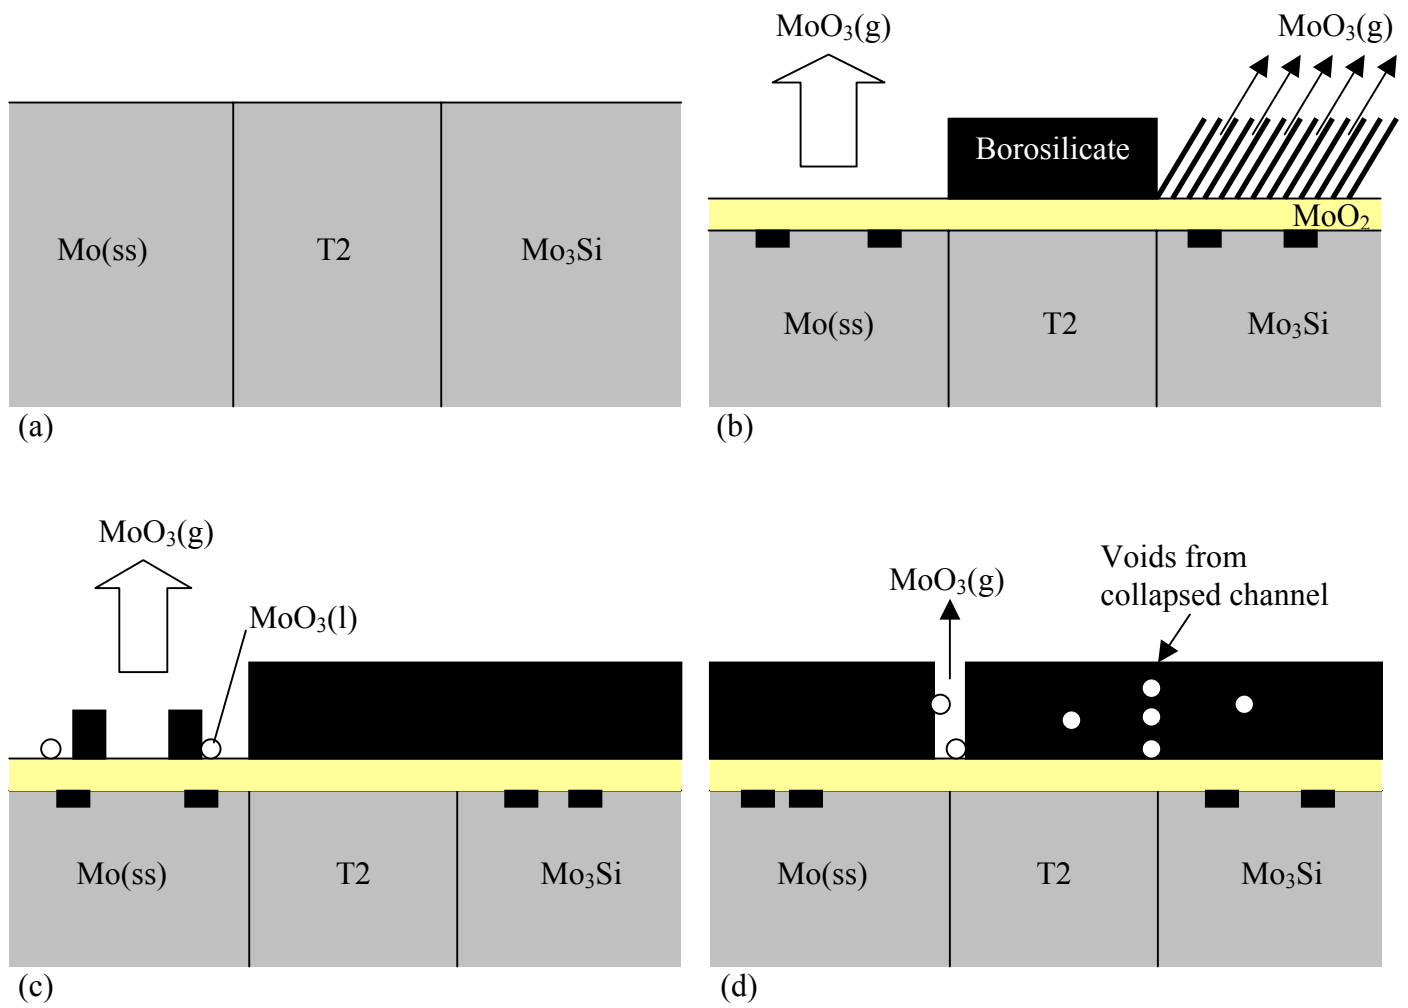 Mo(ss)
T2
Mo₃Si
(a)
MoO₃(g)
MoO₃(g)
Borosilicate
MoO₂
Mo(ss)
T2
Mo₃Si
(b)
MoO₃(g)
MoO₃(l)
Mo(ss)
T2
Mo₃Si
(c)
Voids from
collapsed channel
MoO₃(g)
Mo(ss)
T2
Mo₃Si
(d)